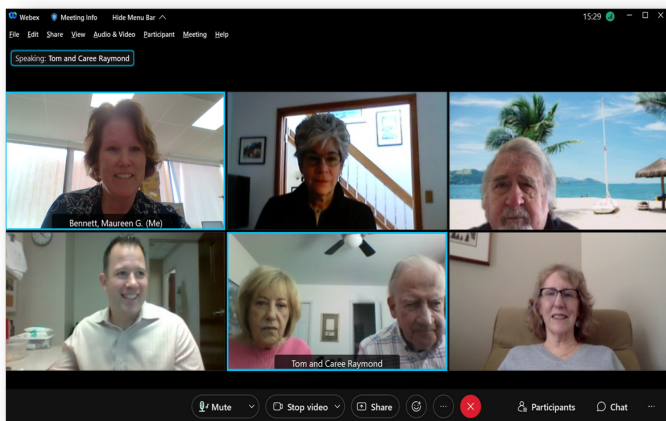 Webex Meeting Info Hide Menu Bar 15:29
File Edit Share View Audio & Video Participant Meeting Help
Speaking: Tom and Caree Raymond
Bennett, Maureen G. (Me)
Tom and Caree Raymond
Mute Stop video Share Participants Chat